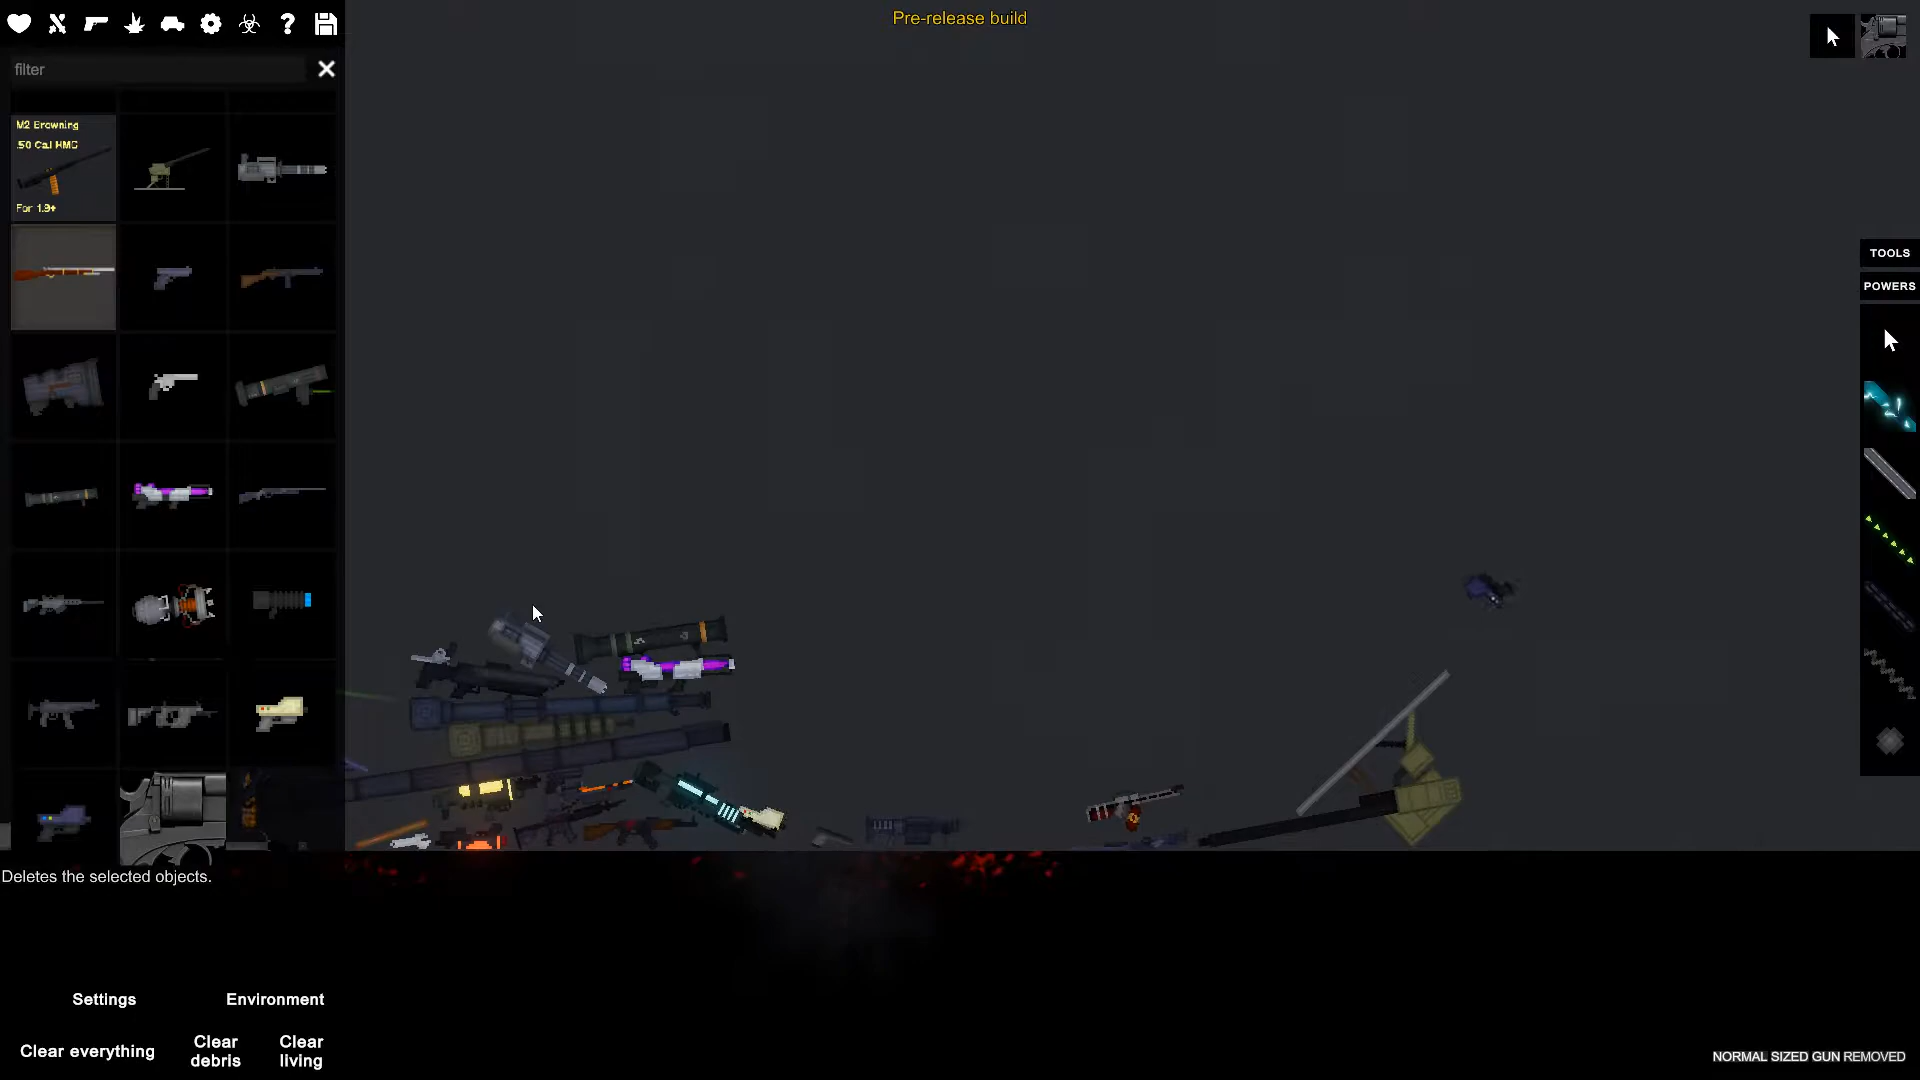 Pre-release build
filter
M2 Browning
.50 Cal HMG
For 1.9+
TOOLS
POWERS
Deletes the selected objects.
Settings
Environment
Clear everything
Clear
debris
Clear
living
NORMAL SIZED GUN REMOVED